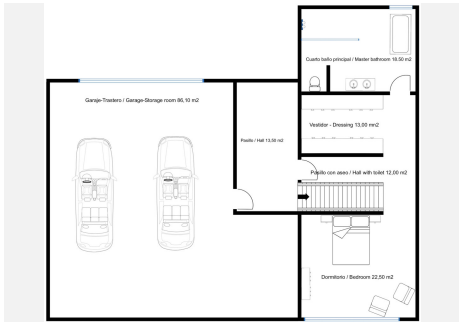 Cuarto baño principal / Master bathroom 18,50 m2
Garaje-Trastero / Garage-Storage room 86,10 m2
Vestidor - Dressing 13,00 mm2
Pasillo / Hall 13,55 m2
Pasillo con aseo / Hall with toilet 12,00 m2
Dormitorio / Bedroom 22,50 m2